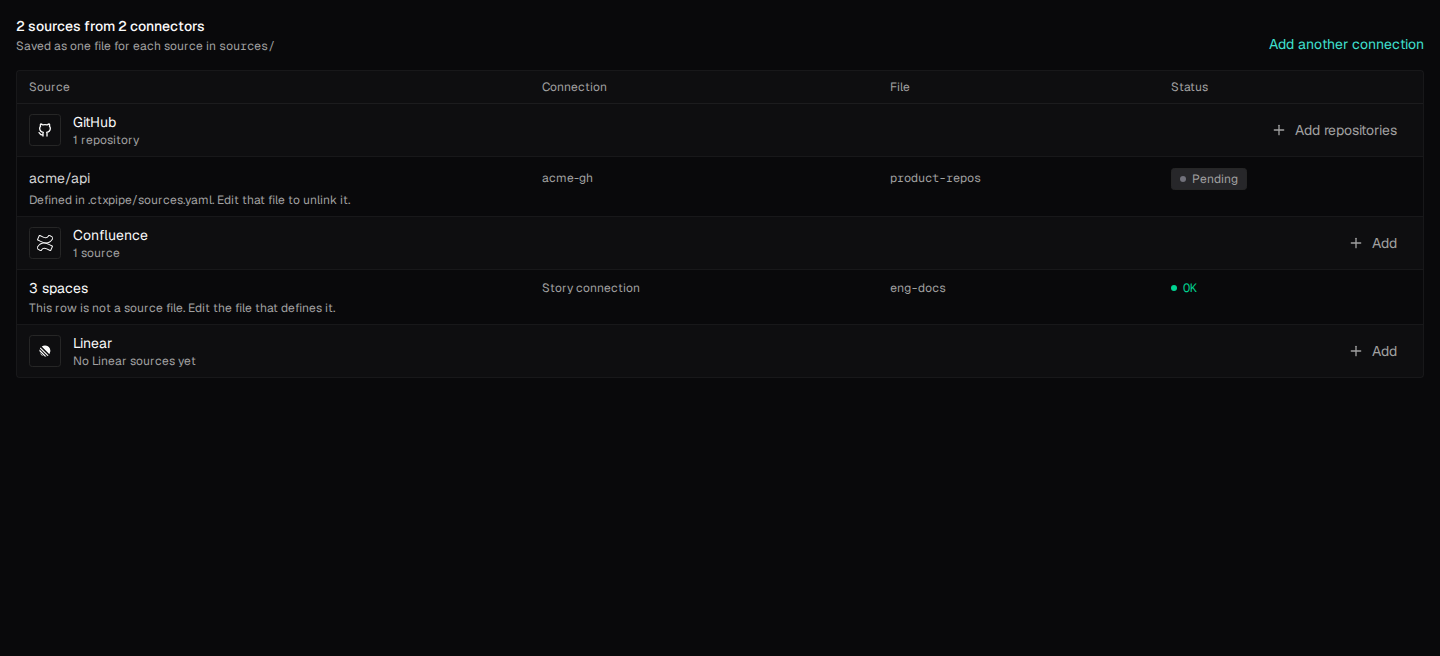 2 sources from 2 connectors
Saved as one file for each source in sources/
Add another connection
Source Connection File Status
GitHub
1 repository
+ Add repositories
acme/api acme-gh product-repos Pending
Defined in .ctxpipe/sources.yaml. Edit that file to unlink it.
Confluence
1 source
+ Add
3 spaces Story connection eng-docs OK
This row is not a source file. Edit the file that defines it.
Linear
No Linear sources yet
+ Add